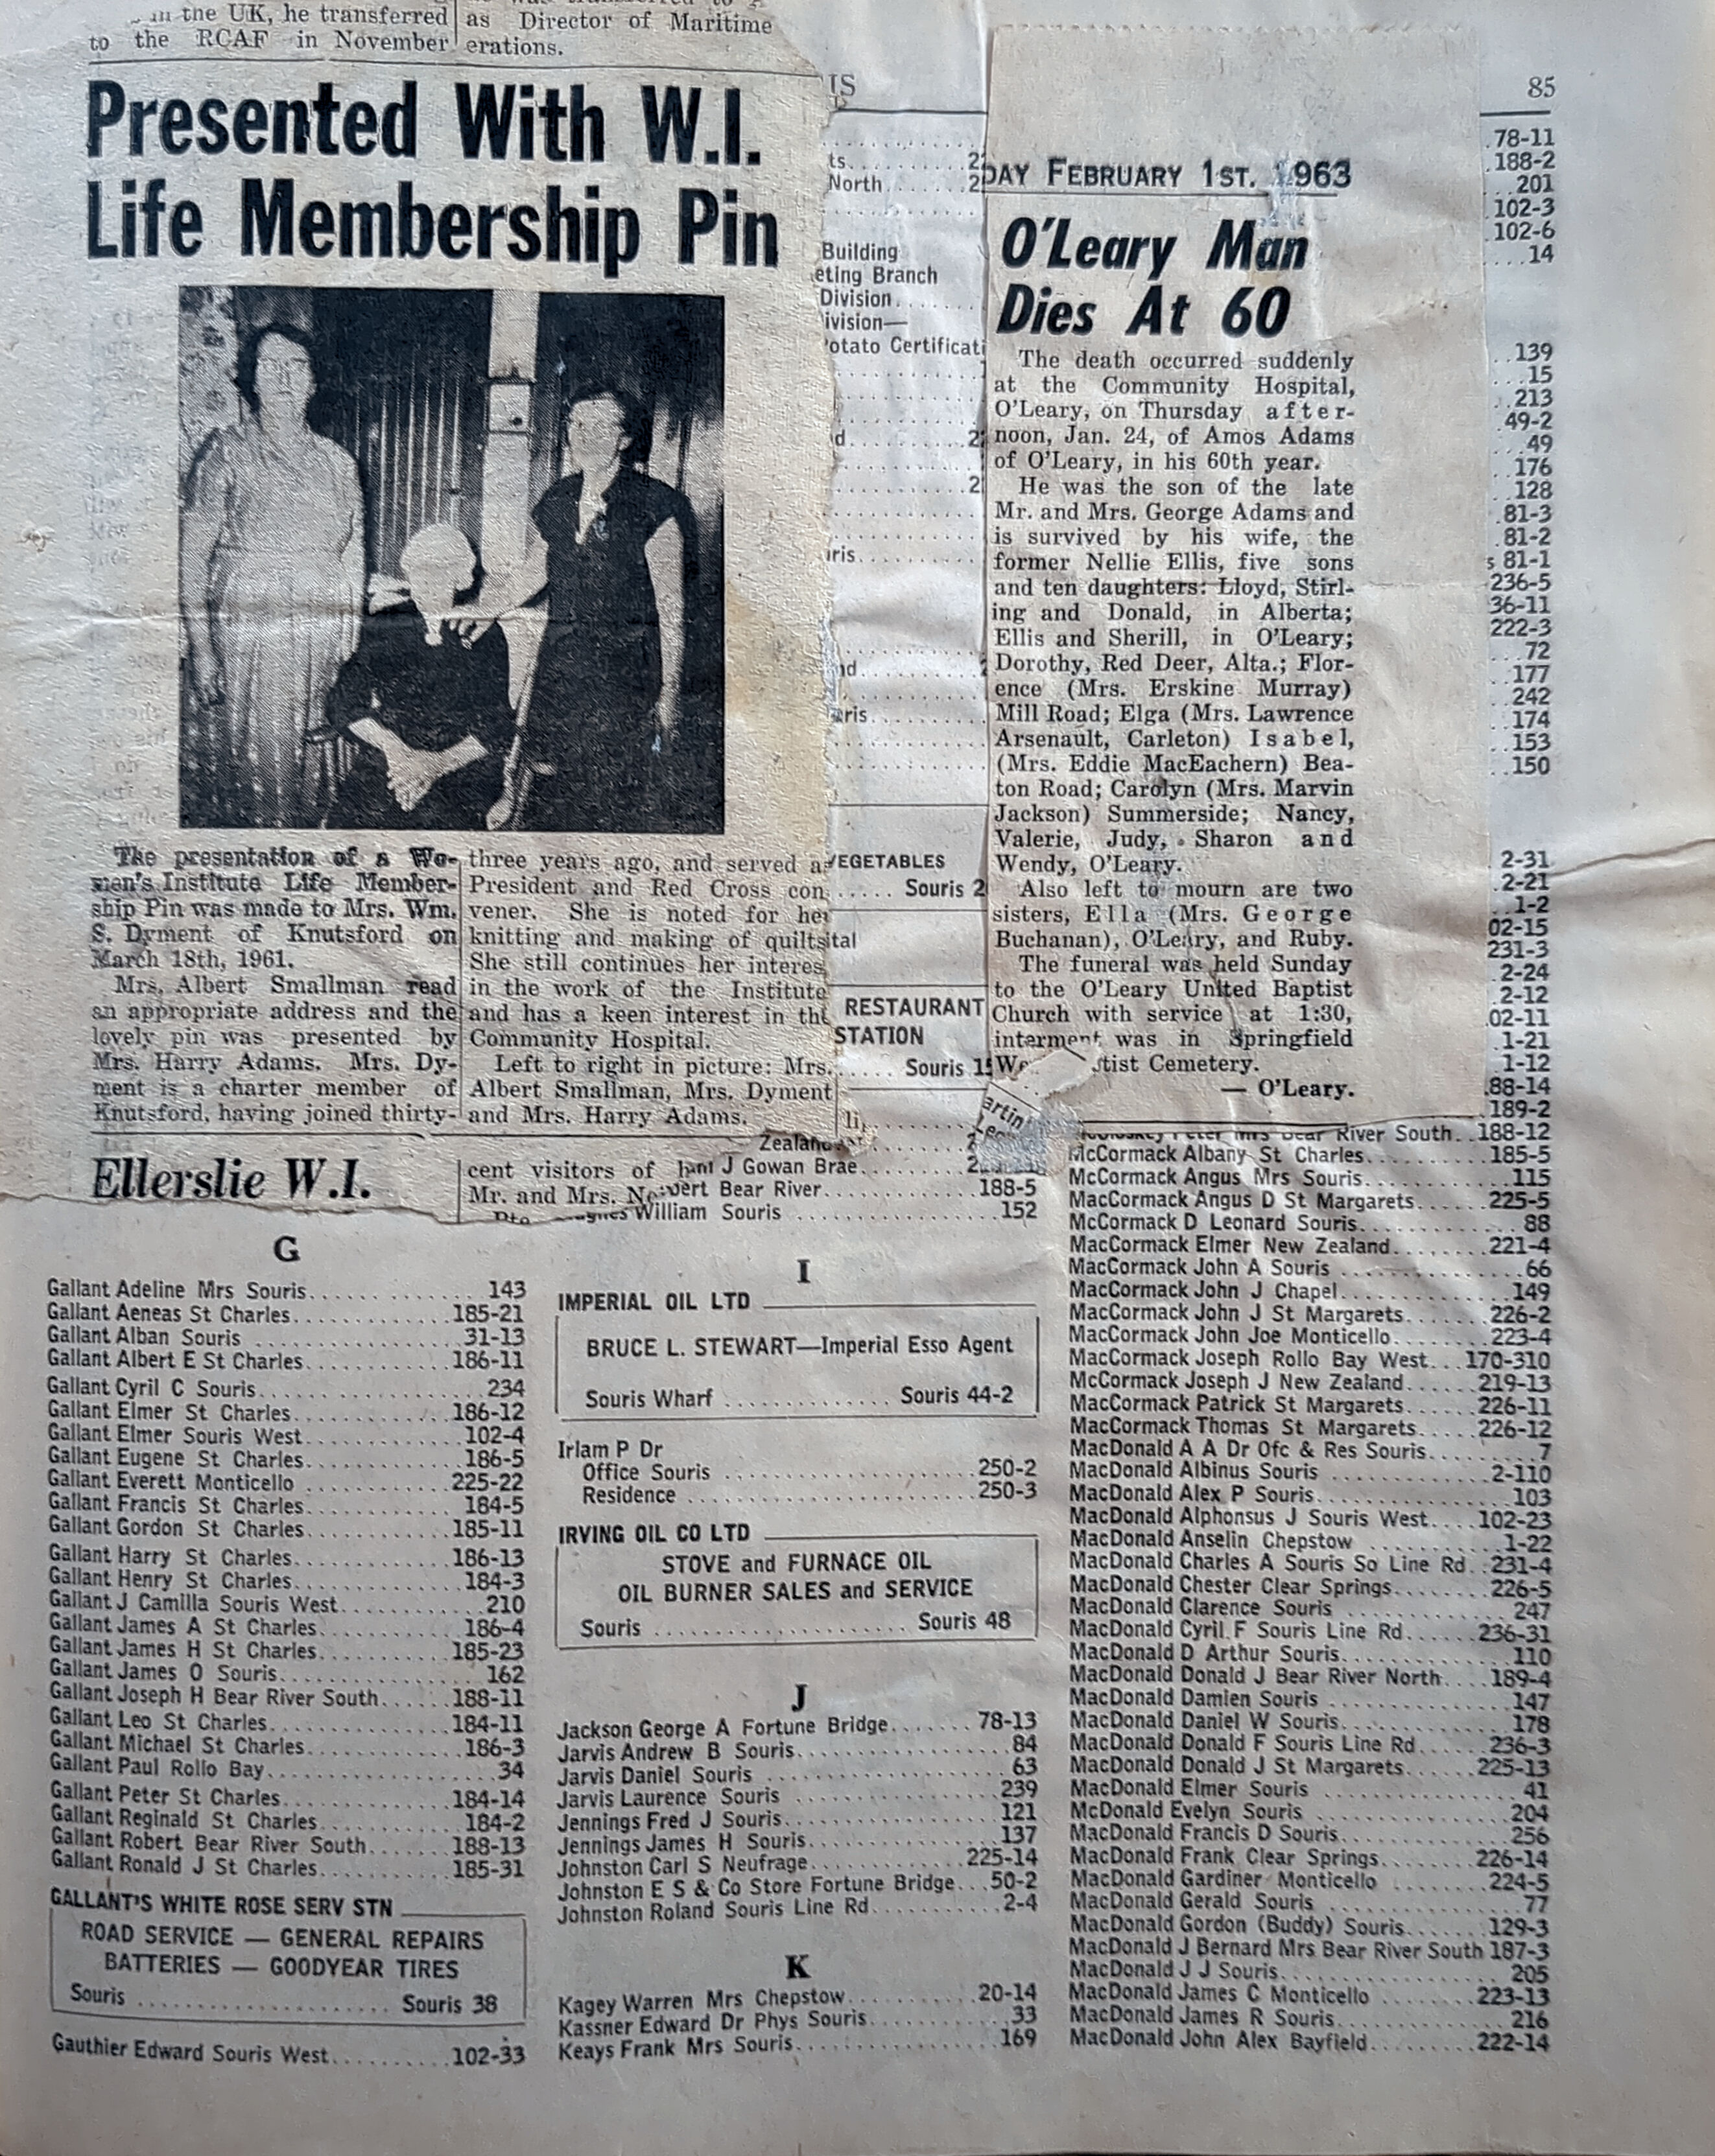 in the UK, he transferred
to the RCAF in November
as Director of Maritime
erations.
Presented With W.I.
Life Membership Pin
The presentation of a Wo-
men's Institute Life Member-
ship Pin was made to Mrs. Wm.
S. Dyment of Knutsford on
March 18th, 1961.
Mrs. Albert Smallman read
an appropriate address and the
lovely pin was presented by
Mrs. Harry Adams. Mrs. Dy-
ment is a charter member of
Knutsford, having joined thirty-
three years ago, and served as
President and Red Cross con
vener. She is noted for her
knitting and making of quilts
She still continues her interes
in the work of the Institute
and has a keen interest in the
Community Hospital.
Left to right in picture: Mrs.
Albert Smallman, Mrs. Dyment
and Mrs. Harry Adams.
Ellerslie W.I.
cent visitors of
Mr. and Mrs.
IS
85
ts
North
Building
eting Branch
Division
ivision—
otato Certificati
VEGETABLES
Souris 2
ital
RESTAURANT
STATION
Souris 15
DAY FEBRUARY 1ST. 1963
O'Leary Man
Dies At 60
The death occurred suddenly
at the Community Hospital,
O'Leary, on Thursday after-
noon, Jan. 24, of Amos Adams
of O'Leary, in his 60th year.
He was the son of the late
Mr. and Mrs. George Adams and
is survived by his wife, the
former Nellie Ellis, five sons
and ten daughters: Lloyd, Stirl-
ing and Donald, in Alberta;
Ellis and Sherill, in O'Leary;
Dorothy, Red Deer, Alta.; Flor-
ence (Mrs. Erskine Murray)
Mill Road; Elga (Mrs. Lawrence
Arsenault, Carleton) Isabel,
(Mrs. Eddie MacEachern) Bea-
ton Road; Carolyn (Mrs. Marvin
Jackson) Summerside; Nancy,
Valerie, Judy, Sharon and
Wendy, O'Leary.
Also left to mourn are two
sisters, Ella (Mrs. George
Buchanan), O'Leary, and Ruby.
The funeral was held Sunday
to the O'Leary United Baptist
Church with service at 1:30,
interment was in Springfield
We tist Cemetery.
— O'Leary.
78-11
188-2
201
102-3
102-6
14
139
15
213
49-2
49
176
128
81-3
81-2
s 81-1
236-5
36-11
222-3
72
177
242
174
153
150
2-31
2-21
1-2
02-15
231-3
2-24
2-12
02-11
1-21
1-12
88-14
189-2
G
Gallant Adeline Mrs Souris.............. 143
Gallant Aeneas St Charles.............. 185-21
Gallant Alban Souris .............. 31-13
Gallant Albert E St Charles.............. 186-11
Gallant Cyril C Souris.............. 234
Gallant Elmer St Charles.............. 186-12
Gallant Elmer Souris West.............. 102-4
Gallant Eugene St Charles.............. 186-5
Gallant Everett Monticello .............. 225-22
Gallant Francis St Charles.............. 184-5
Gallant Gordon St Charles.............. 185-11
Gallant Harry St Charles.............. 186-13
Gallant Henry St Charles.............. 184-3
Gallant J Camilla Souris West.............. 210
Gallant James A St Charles.............. 186-4
Gallant James H St Charles.............. 185-23
Gallant James O Souris.............. 162
Gallant Joseph H Bear River South...... 188-11
Gallant Leo St Charles.............. 184-11
Gallant Michael St Charles.............. 186-3
Gallant Paul Rollo Bay.............. 34
Gallant Peter St Charles.............. 184-14
Gallant Reginald St Charles.............. 184-2
Gallant Robert Bear River South....... 188-13
Gallant Ronald J St Charles.............. 185-31
GALLANT'S WHITE ROSE SERV STN
ROAD SERVICE — GENERAL REPAIRS
BATTERIES — GOODYEAR TIRES
Souris .................... Souris 38
Gauthier Edward Souris West.......... 102-33
Zealand
J Gowan Brae.......
Bear River.............. 188-5
William Souris .............. 152
I
IMPERIAL OIL LTD
BRUCE L. STEWART—Imperial Esso Agent
Souris Wharf .............. Souris 44-2
Irlam P Dr
Office Souris .................... 250-2
Residence .................... 250-3
IRVING OIL CO LTD
STOVE and FURNACE OIL
OIL BURNER SALES and SERVICE
Souris .................... Souris 48
J
Jackson George A Fortune Bridge....... 78-13
Jarvis Andrew B Souris.............. 84
Jarvis Daniel Souris .............. 63
Jarvis Laurence Souris .............. 239
Jennings Fred J Souris.............. 121
Jennings James H Souris.............. 137
Johnston Carl S Neufrage.............. 225-14
Johnston E S & Co Store Fortune Bridge... 50-2
Johnston Roland Souris Line Rd.......... 2-4
K
Kagey Warren Mrs Chepstow.......... 20-14
Kassner Edward Dr Phys Souris.......... 33
Keays Frank Mrs Souris.............. 169
Peter Mrs Bear River South.. 188-12
McCormack Albany St Charles.......... 185-5
McCormack Angus Mrs Souris.......... 115
MacCormack Angus D St Margarets...... 225-5
McCormack D Leonard Souris.......... 88
MacCormack Elmer New Zealand........ 221-4
MacCormack John A Souris .............. 66
MacCormack John J Chapel.............. 149
MacCormack John J St Margarets....... 226-2
MacCormack John Joe Monticello........ 223-4
MacCormack Joseph Rollo Bay West... 170-310
McCormack Joseph J New Zealand...... 219-13
MacCormack Patrick St Margarets...... 226-11
MacCormack Thomas St Margarets..... 226-12
MacDonald A A Dr Ofc & Res Souris....... 7
MacDonald Albinus Souris .............. 2-110
MacDonald Alex P Souris.............. 103
MacDonald Alphonsus J Souris West.... 102-23
MacDonald Anselin Chepstow .......... 1-22
MacDonald Charles A Souris So Line Rd.. 231-4
MacDonald Chester Clear Springs....... 226-5
MacDonald Clarence Souris .............. 247
MacDonald Cyril F Souris Line Rd...... 236-31
MacDonald D Arthur Souris.............. 110
MacDonald Donald J Bear River North.... 189-4
MacDonald Damien Souris .............. 147
MacDonald Daniel W Souris.............. 178
MacDonald Donald F Souris Line Rd...... 236-3
MacDonald Donald J St Margarets...... 225-13
MacDonald Elmer Souris .............. 41
McDonald Evelyn Souris .............. 204
MacDonald Francis D Souris.............. 256
MacDonald Frank Clear Springs........ 226-14
MacDonald Gardiner Monticello ........ 224-5
MacDonald Gerald Souris .............. 77
MacDonald Gordon (Buddy) Souris....... 129-3
MacDonald J Bernard Mrs Bear River South 187-3
MacDonald J J Souris.............. 205
MacDonald James C Monticello ........ 223-13
MacDonald James R Souris.............. 216
MacDonald John Alex Bayfield.......... 222-14